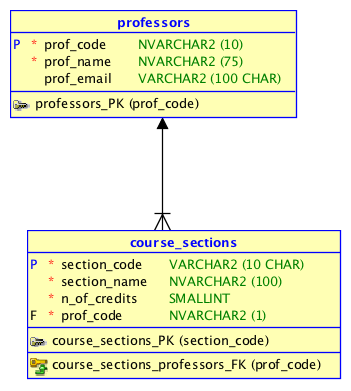 professors
P * prof_code NVARCHAR2 (10)
* prof_name NVARCHAR2 (75)
prof_email VARCHAR2 (100 CHAR)
professors_PK (prof_code)
course_sections
P * section_code VARCHAR2 (10 CHAR)
* section_name NVARCHAR2 (100)
* n_of_credits SMALLINT
F * prof_code NVARCHAR2 (1)
course_sections_PK (section_code)
course_sections_professors_FK (prof_code)